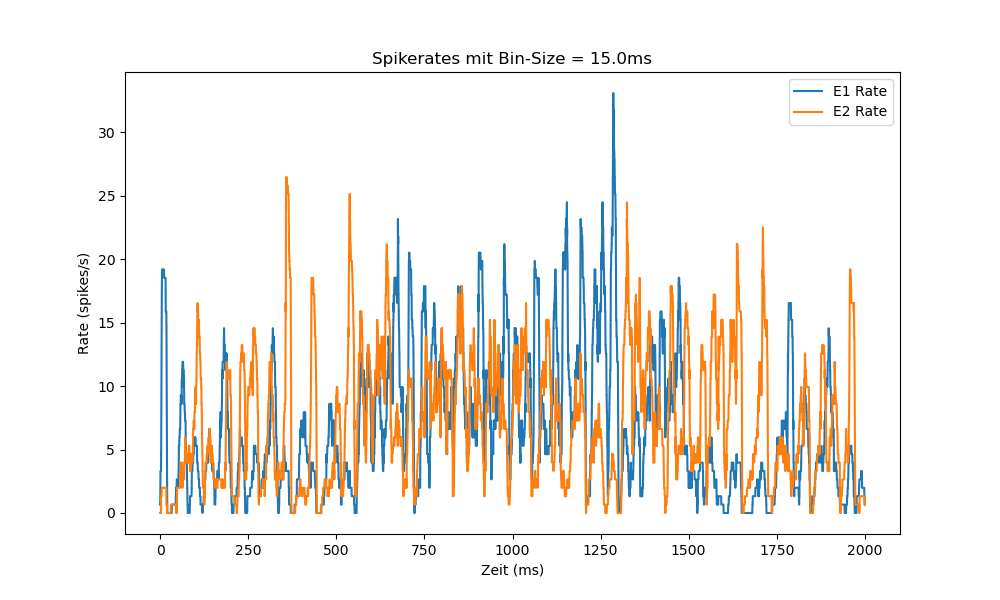 Spikerates mit Bin-Size = 15.0ms
E1 Rate
E2 Rate
Rate (spikes/s)
30
25
20
15
10
5
0
0 250 500 750 1000 1250 1500 1750 2000
Zeit (ms)